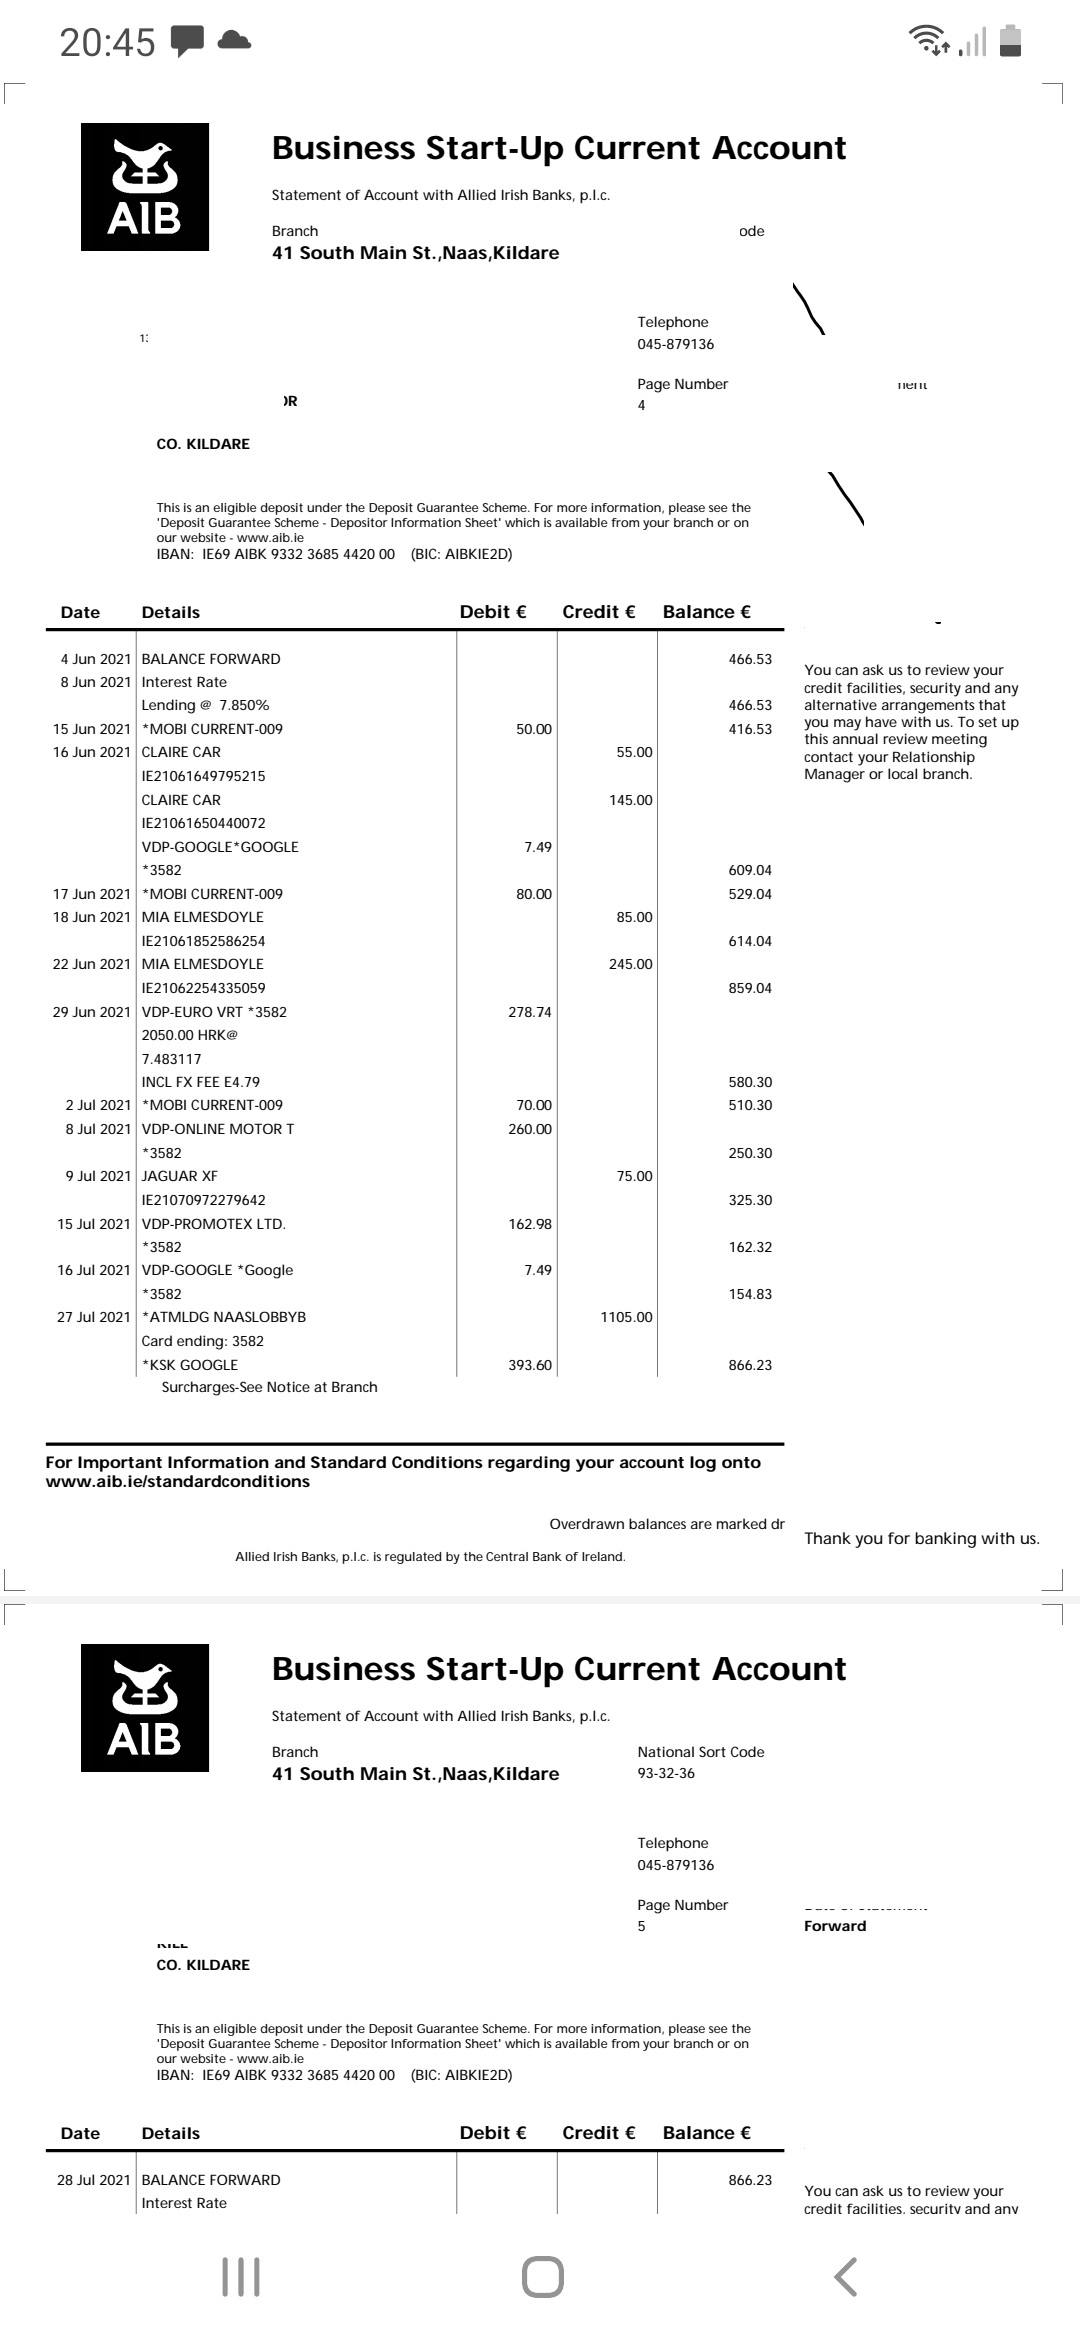 20:45
AIB
Business Start-Up Current Account
Statement of Account with Allied Irish Banks, p.l.c.
Branch ode
41 South Main St.,Naas,Kildare
Telephone
045-879136
Page Number
4
CO. KILDARE
This is an eligible deposit under the Deposit Guarantee Scheme. For more information, please see the
'Deposit Guarantee Scheme - Depositor Information Sheet' which is available from your branch or on
our website - www.aib.ie
IBAN: IE69 AIBK 9332 3685 4420 00 (BIC: AIBKIE2D)
Date Details Debit € Credit € Balance €
4 Jun 2021 BALANCE FORWARD 466.53
8 Jun 2021 Interest Rate
Lending @ 7.850% 466.53
15 Jun 2021 *MOBI CURRENT-009 50.00 416.53
16 Jun 2021 CLAIRE CAR 55.00
IE21061649795215
CLAIRE CAR 145.00
IE21061650440072
VDP-GOOGLE*GOOGLE 7.49
*3582 609.04
17 Jun 2021 *MOBI CURRENT-009 80.00 529.04
18 Jun 2021 MIA ELMESDOYLE 85.00
IE21061852586254 614.04
22 Jun 2021 MIA ELMESDOYLE 245.00
IE21062254335059 859.04
29 Jun 2021 VDP-EURO VRT *3582 278.74
2050.00 HRK@
7.483117
INCL FX FEE E4.79 580.30
2 Jul 2021 *MOBI CURRENT-009 70.00 510.30
8 Jul 2021 VDP-ONLINE MOTOR T 260.00
*3582 250.30
9 Jul 2021 JAGUAR XF 75.00
IE21070972279642 325.30
15 Jul 2021 VDP-PROMOTEX LTD. 162.98
*3582 162.32
16 Jul 2021 VDP-GOOGLE *Google 7.49
*3582 154.83
27 Jul 2021 *ATMLDG NAASLOBBYB 1105.00
Card ending: 3582
*KSK GOOGLE 393.60 866.23
Surcharges-See Notice at Branch
You can ask us to review your
credit facilities, security and any
alternative arrangements that
you may have with us. To set up
this annual review meeting
contact your Relationship
Manager or local branch.
For Important Information and Standard Conditions regarding your account log onto
www.aib.ie/standardconditions
Overdrawn balances are marked dr
Thank you for banking with us.
Allied Irish Banks, p.l.c. is regulated by the Central Bank of Ireland.
AIB
Business Start-Up Current Account
Statement of Account with Allied Irish Banks, p.l.c.
Branch National Sort Code
41 South Main St.,Naas,Kildare 93-32-36
Telephone
045-879136
Page Number
5 Forward
CO. KILDARE
This is an eligible deposit under the Deposit Guarantee Scheme. For more information, please see the
'Deposit Guarantee Scheme - Depositor Information Sheet' which is available from your branch or on
our website - www.aib.ie
IBAN: IE69 AIBK 9332 3685 4420 00 (BIC: AIBKIE2D)
Date Details Debit € Credit € Balance €
28 Jul 2021 BALANCE FORWARD 866.23
Interest Rate
You can ask us to review your
credit facilities, security and any